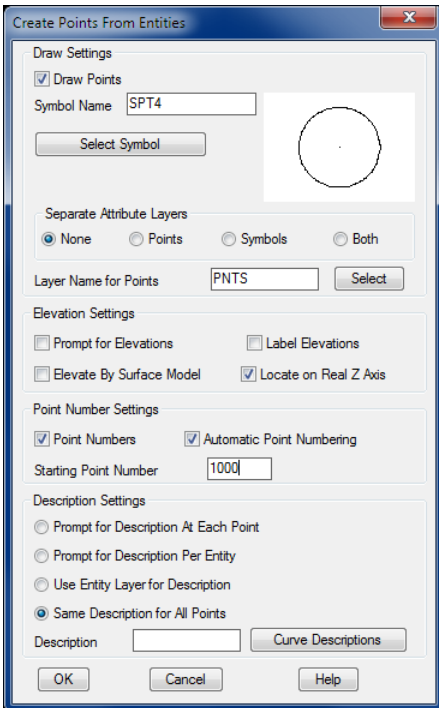 Create Points From Entities
Draw Settings
Draw Points
Symbol Name SPT4
Select Symbol
Separate Attribute Layers
None Points Symbols Both
Layer Name for Points PNTS Select
Elevation Settings
Prompt for Elevations Label Elevations
Elevate By Surface Model Locate on Real Z Axis
Point Number Settings
Point Numbers Automatic Point Numbering
Starting Point Number 1000
Description Settings
Prompt for Description At Each Point
Prompt for Description Per Entity
Use Entity Layer for Description
Same Description for All Points
Description Curve Descriptions
OK Cancel Help